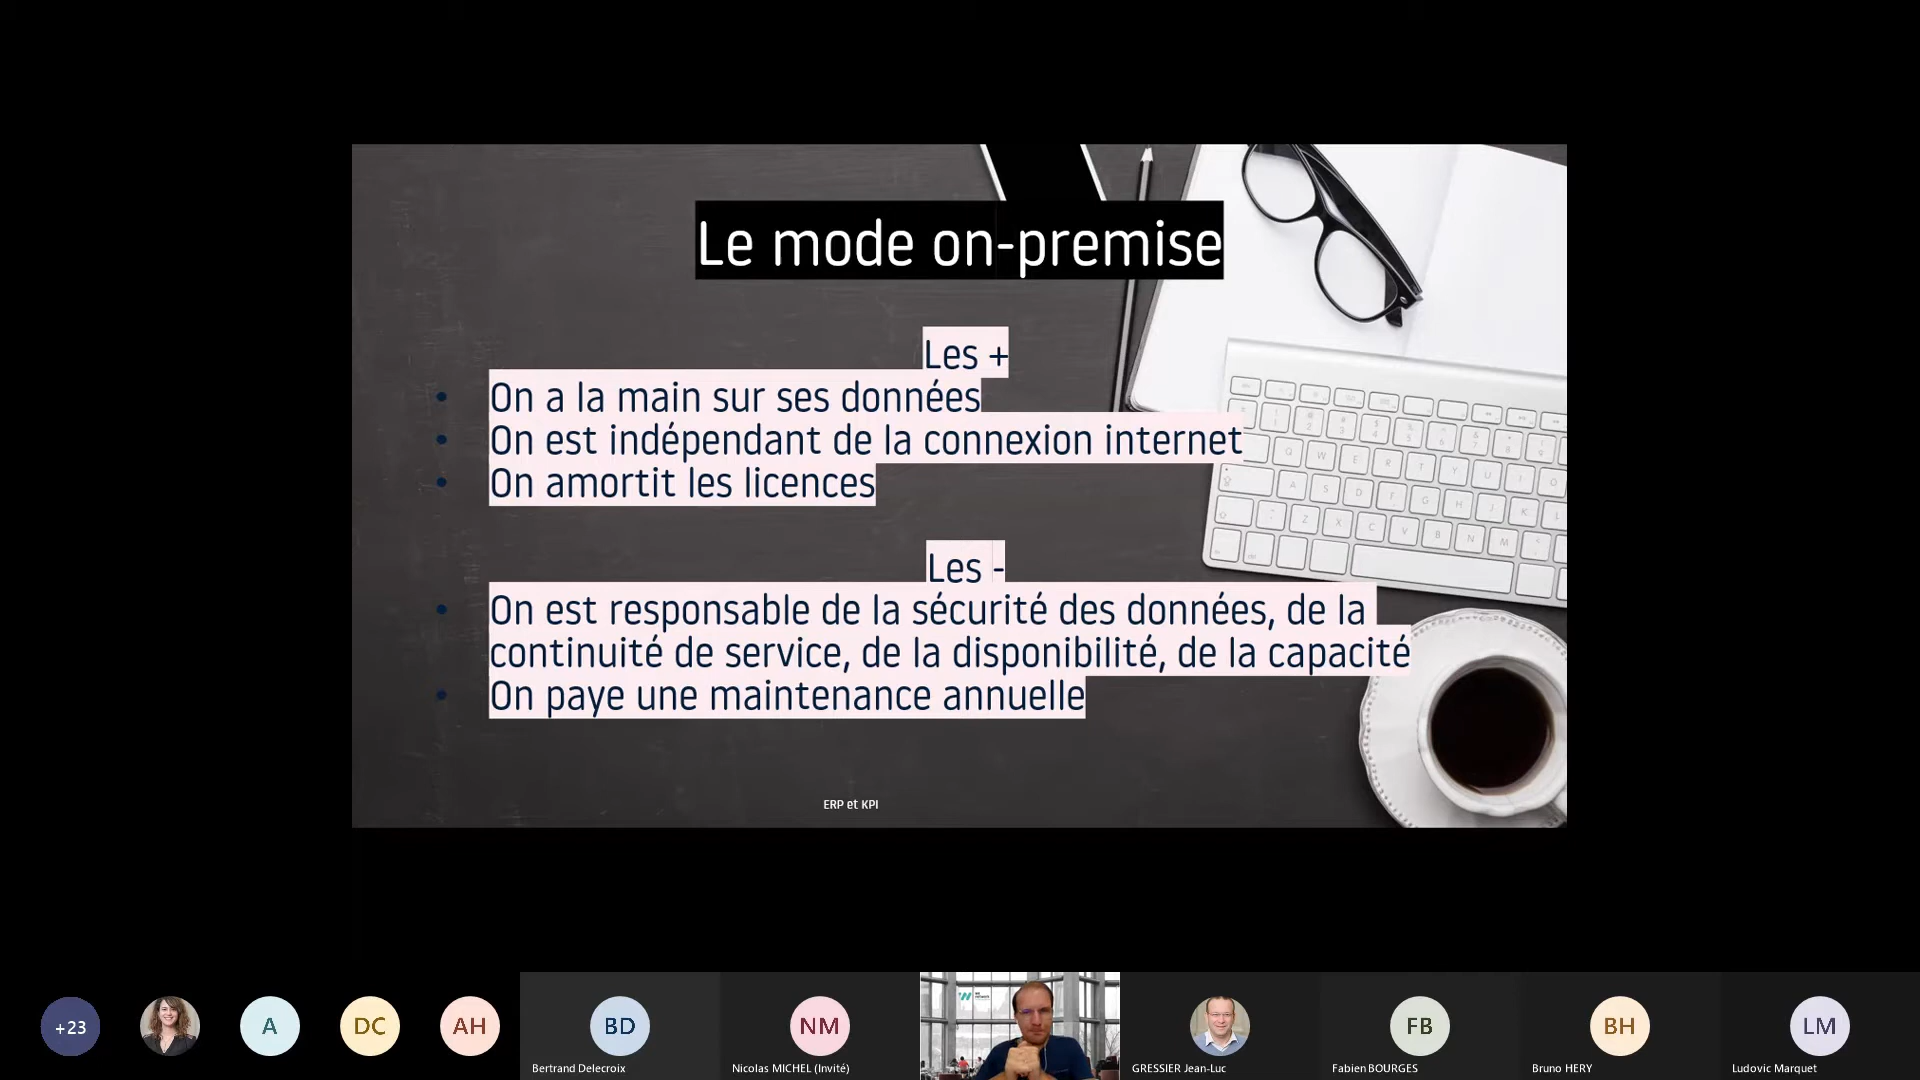 Le mode on-premise
Les +
On a la main sur ses données
On est indépendant de la connexion internet
On amortit les licences
Les -
On est responsable de la sécurité des données, de la
continuité de service, de la disponibilité, de la capacité
On paye une maintenance annuelle
ERP et KPI
+23
A
DC
AH
BD
NM
FB
BH
LM
Bertrand Delecroix
Nicolas MICHEL (Invité)
GRESSIER Jean-Luc
Fabien BOURGES
Bruno HERY
Ludovic Marquet